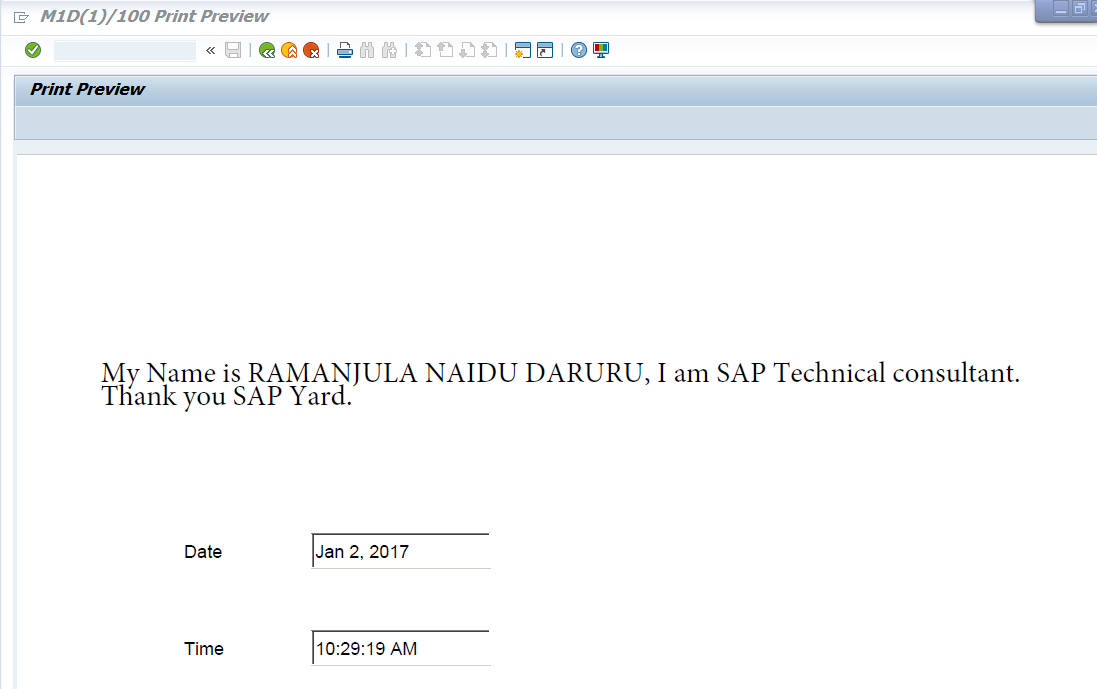 M1D(1)/100 Print Preview
Print Preview
My Name is RAMANJULA NAIDU DARURU, I am SAP Technical consultant.
Thank you SAP Yard.
Date Jan 2, 2017
Time 10:29:19 AM